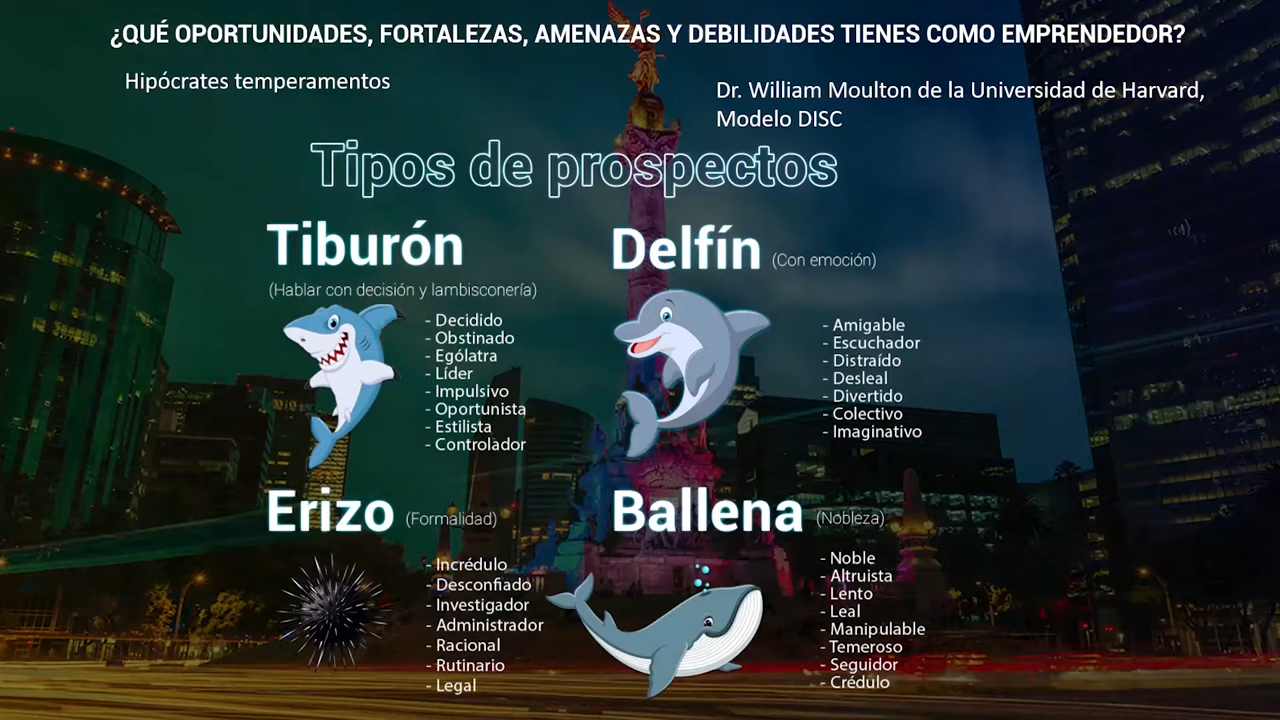 ¿QUÉ OPORTUNIDADES, FORTALEZAS, AMENAZAS Y DEBILIDADES TIENES COMO EMPRENDEDOR?
Hipócrates temperamentos
Dr. William Moulton de la Universidad de Harvard,
Modelo DISC
Tipos de prospectos
Tiburón
(Hablar con decisión y lambisconería)
- Decidido
- Obstinado
- Ególatra
- Líder
- Impulsivo
- Oportunista
- Estilista
- Controlador
Delfín (Con emoción)
- Amigable
- Escuchador
- Distraído
- Desleal
- Divertido
- Colectivo
- Imaginativo
Erizo (Formalidad)
- Incrédulo
- Desconfiado
- Investigador
- Administrador
- Racional
- Rutinario
- Legal
Ballena (Nobleza)
- Noble
- Altruista
- Lento
- Leal
- Manipulable
- Temeroso
- Seguidor
- Crédulo